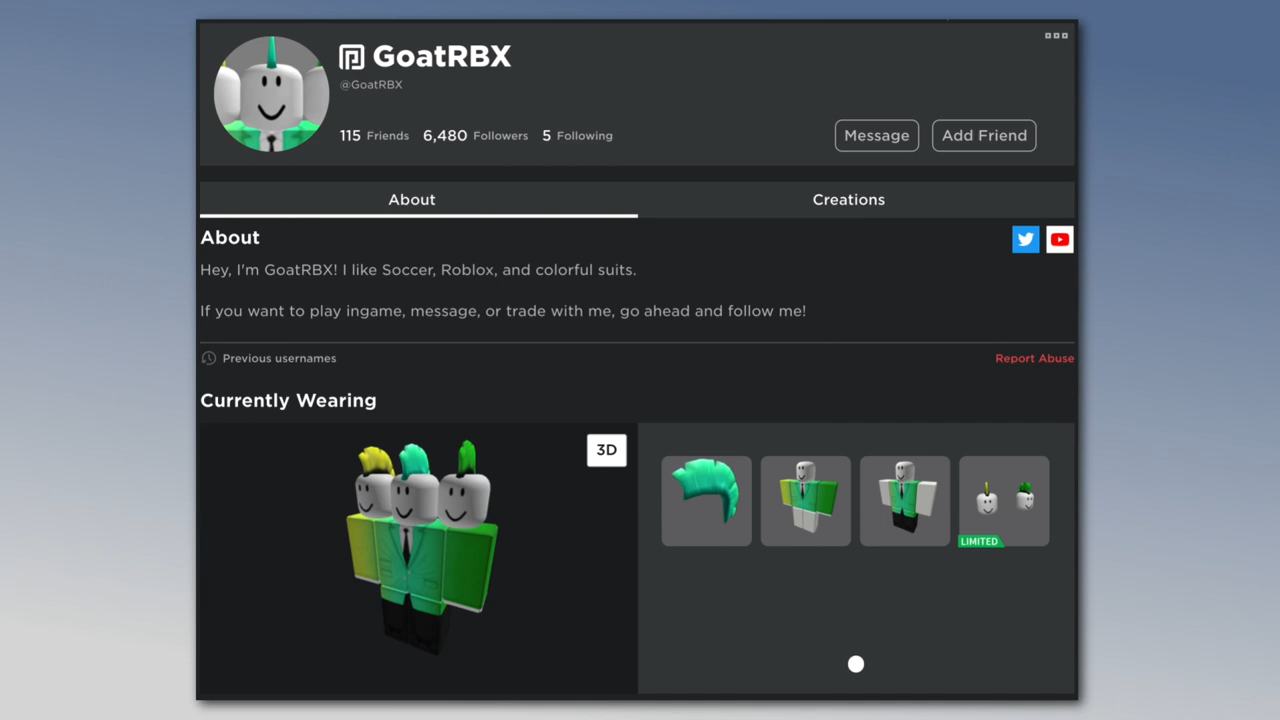 GoatRBX
@GoatRBX
115 Friends 6,480 Followers 5 Following
Message
Add Friend
About
Creations
About
Hey, I'm GoatRBX! I like Soccer, Roblox, and colorful suits.
If you want to play ingame, message, or trade with me, go ahead and follow me!
Previous usernames
Report Abuse
Currently Wearing
3D
LIMITED